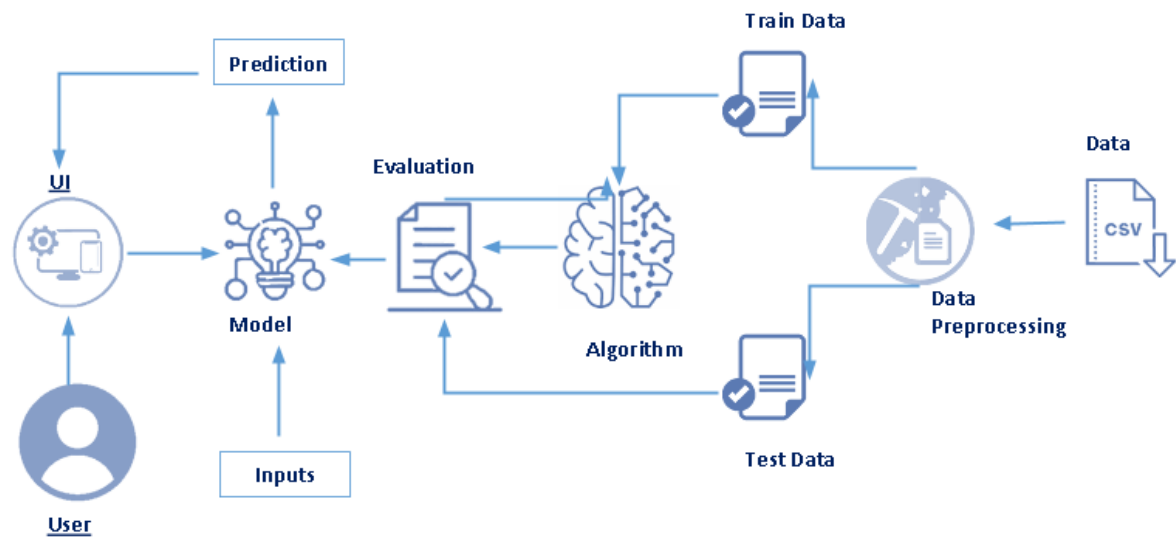 Train Data
Prediction
Data
Evaluation
UI
CSV
Model
Data
Preprocessing
Algorithm
Test Data
Inputs
User